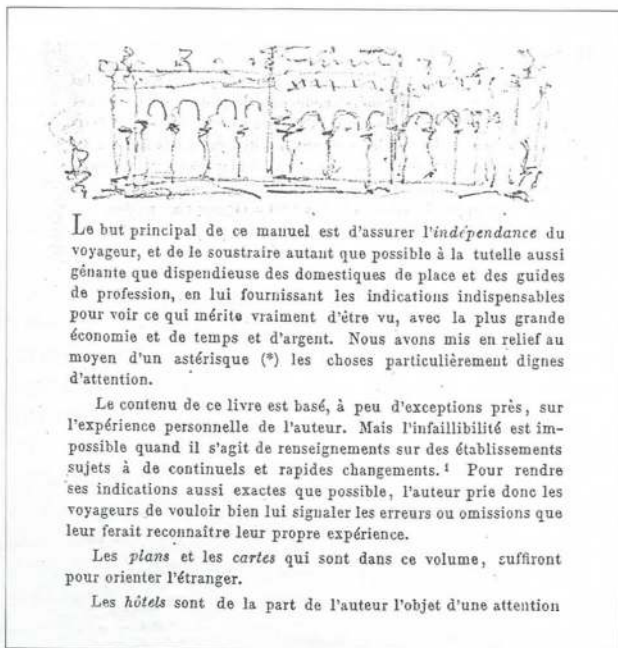 Le but principal de ce manuel est d'assurer l'indépendance du
voyageur, et de le soustraire autant que possible à la tutelle aussi
gênante que dispendieuse des domestiques de place et des guides
de profession, en lui fournissant les indications indispensables
pour voir ce qui mérite vraiment d'être vu, avec la plus grande
économie et de temps et d'argent. Nous avons mis en relief au
moyen d'un astérisque (*) les choses particulièrement dignes
d'attention.
Le contenu de ce livre est basé, à peu d'exceptions près, sur
l'expérience personnelle de l'auteur. Mais l'infaillibilité est im-
possible quand il s'agit de renseignements sur des établissements
sujets à de continuels et rapides changements. ¹ Pour rendre
ses indications aussi exactes que possible, l'auteur prie donc les
voyageurs de vouloir bien lui signaler les erreurs ou omissions que
leur ferait reconnaître leur propre expérience.
Les plans et les cartes qui sont dans ce volume, suffiront
pour orienter l'étranger.
Les hôtels sont de la part de l'auteur l'objet d'une attention